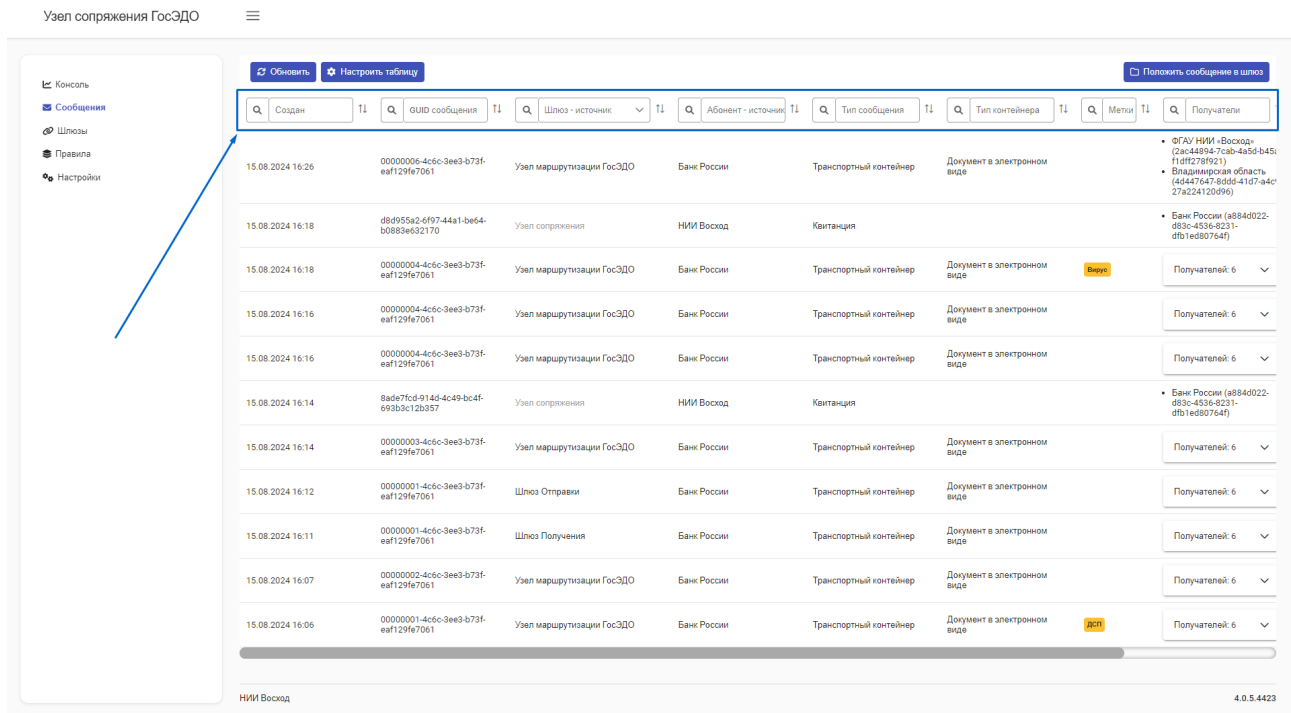 Узел сопряжения ГосЭДО
Консоль
Сообщения
Шлюзы
Правила
Настройки
Обновить
Настроить таблицу
Положить сообщение в шлюз
Создан
GUID сообщения
Шлюз - источник
Абонент - источник
Тип сообщения
Тип контейнера
Метки
Получатели
15.08.2024 16:26
00000006-4c6c-3ee3-b73f-
eaf129fe7061
Узел маршрутизации ГосЭДО
Банк России
Транспортный контейнер
Документ в электронном
виде
ФГАУ НИИ «Восход»
(2ac44894-7cab-4a5d-b45
f1dff278f921)
Владимирская область
(4d447647-8ddd-41d7-a4c
27a224120d96)
15.08.2024 16:18
d8d955a2-6f97-44a1-be64-
b0883e632170
Узел сопряжения
НИИ Восход
Квитанция
Банк России (a884d022-
d83c-4536-8231-
dfb1ed80764f)
15.08.2024 16:18
00000004-4c6c-3ee3-b73f-
eaf129fe7061
Узел маршрутизации ГосЭДО
Банк России
Транспортный контейнер
Документ в электронном
виде
Вирус
Получателей: 6
15.08.2024 16:16
00000004-4c6c-3ee3-b73f-
eaf129fe7061
Узел маршрутизации ГосЭДО
Банк России
Транспортный контейнер
Документ в электронном
виде
Получателей: 6
15.08.2024 16:16
00000004-4c6c-3ee3-b73f-
eaf129fe7061
Узел маршрутизации ГосЭДО
Банк России
Транспортный контейнер
Документ в электронном
виде
Получателей: 6
15.08.2024 16:14
8ade7fcd-914d-4c49-bc4f-
693b3c12b357
Узел сопряжения
НИИ Восход
Квитанция
Банк России (a884d022-
d83c-4536-8231-
dfb1ed80764f)
15.08.2024 16:14
00000003-4c6c-3ee3-b73f-
eaf129fe7061
Узел маршрутизации ГосЭДО
Банк России
Транспортный контейнер
Документ в электронном
виде
Получателей: 6
15.08.2024 16:12
00000001-4c6c-3ee3-b73f-
eaf129fe7061
Шлюз Отправки
Банк России
Транспортный контейнер
Документ в электронном
виде
Получателей: 6
15.08.2024 16:11
00000001-4c6c-3ee3-b73f-
eaf129fe7061
Шлюз Получения
Банк России
Транспортный контейнер
Документ в электронном
виде
Получателей: 6
15.08.2024 16:07
00000002-4c6c-3ee3-b73f-
eaf129fe7061
Узел маршрутизации ГосЭДО
Банк России
Транспортный контейнер
Документ в электронном
виде
Получателей: 6
15.08.2024 16:06
00000001-4c6c-3ee3-b73f-
eaf129fe7061
Узел маршрутизации ГосЭДО
Банк России
Транспортный контейнер
Документ в электронном
виде
ДСП
Получателей: 6
НИИ Восход
4.0.5.4423